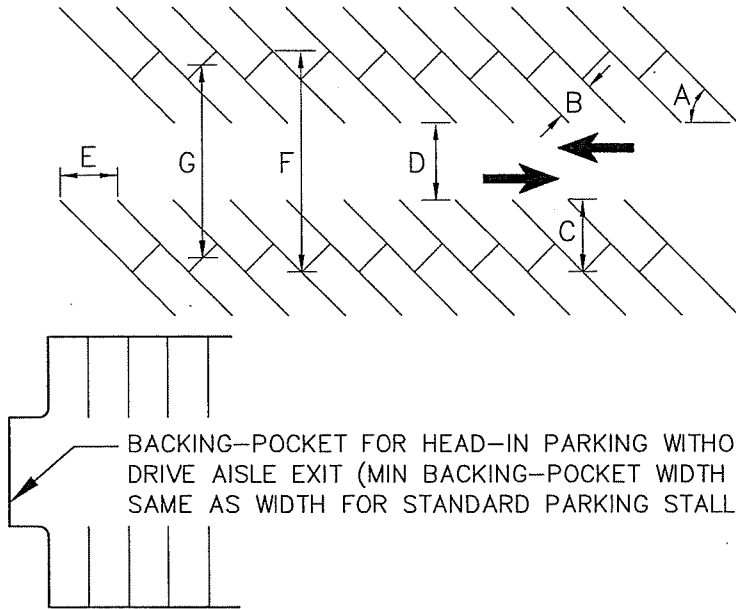 B
A
E
G
F
D
C
BACKING-POCKET FOR HEAD-IN PARKING WITHO
DRIVE AISLE EXIT (MIN BACKING-POCKET WIDTH
SAME AS WIDTH FOR STANDARD PARKING STALL